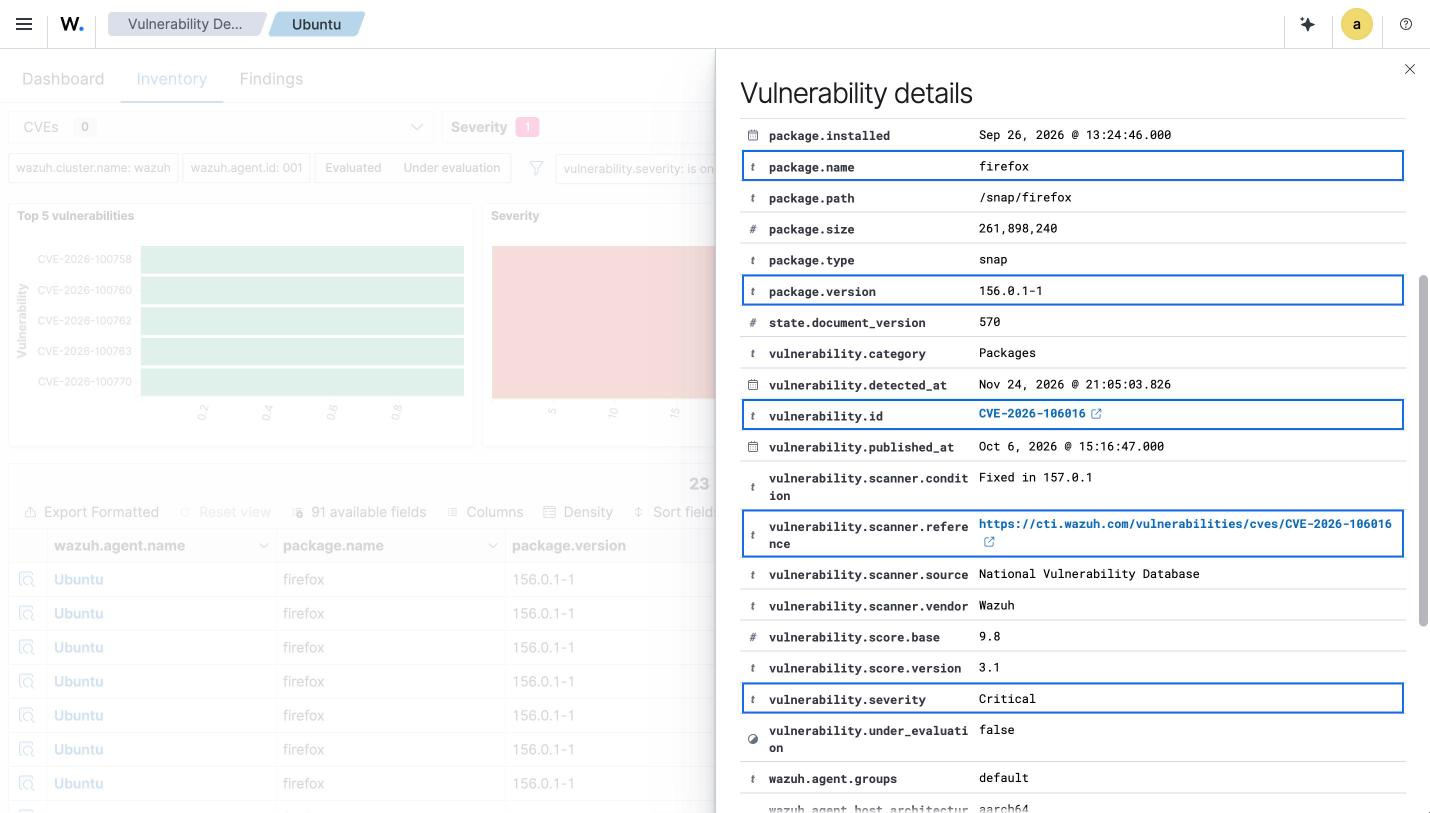 W. Vulnerability De... Ubuntu a
Dashboard Inventory Findings
CVEs 0 Severity 1
wazuh.cluster.name: wazuh wazuh.agent.id: 001 Evaluated Under evaluation vulnerability.severity: is on
Top 5 vulnerabilities
Vulnerability
CVE-2026-100758
CVE-2026-100760
CVE-2026-100762
CVE-2026-100763
CVE-2026-100770
0.2 0.4 0.6 0.8
Severity
5 10 15
23
Export Formatted Reset view 91 available fields Columns Density Sort fields
wazuh.agent.name package.name package.version
Ubuntu firefox 156.0.1-1
Ubuntu firefox 156.0.1-1
Ubuntu firefox 156.0.1-1
Ubuntu firefox 156.0.1-1
Ubuntu firefox 156.0.1-1
Ubuntu firefox 156.0.1-1
Ubuntu firefox 156.0.1-1
Vulnerability details
package.installed Sep 26, 2026 @ 13:24:46.000
t package.name firefox
t package.path /snap/firefox
# package.size 261,898,240
t package.type snap
t package.version 156.0.1-1
# state.document_version 570
t vulnerability.category Packages
vulnerability.detected_at Nov 24, 2026 @ 21:05:03.826
t vulnerability.id CVE-2026-106016
vulnerability.published_at Oct 6, 2026 @ 15:16:47.000
t vulnerability.scanner.condit Fixed in 157.0.1
ion
t vulnerability.scanner.refere https://cti.wazuh.com/vulnerabilities/cves/CVE-2026-106016
nce
t vulnerability.scanner.source National Vulnerability Database
t vulnerability.scanner.vendor Wazuh
# vulnerability.score.base 9.8
t vulnerability.score.version 3.1
t vulnerability.severity Critical
vulnerability.under_evaluati false
on
t wazuh.agent.groups default
wazuh.agent.host.architectur aarch64